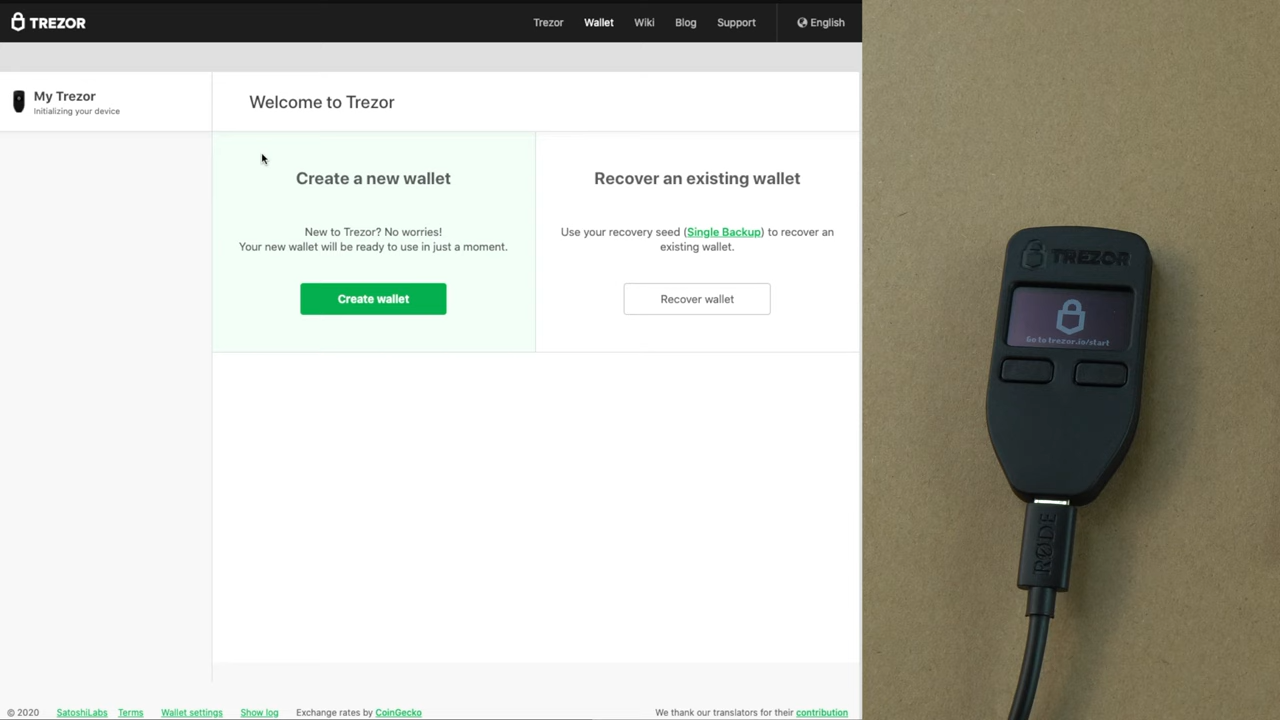 TREZOR
Trezor
Wallet
Wiki
Blog
Support
English
My Trezor
Initializing your device
Welcome to Trezor
Create a new wallet
New to Trezor? No worries!
Your new wallet will be ready to use in just a moment.
Create wallet
Recover an existing wallet
Use your recovery seed (Single Backup) to recover an
existing wallet.
Recover wallet
© 2020
SatoshiLabs
Terms
Wallet settings
Show log
Exchange rates by CoinGecko
We thank our translators for their contribution
TREZOR
Go to trezor.io/start
RØDE